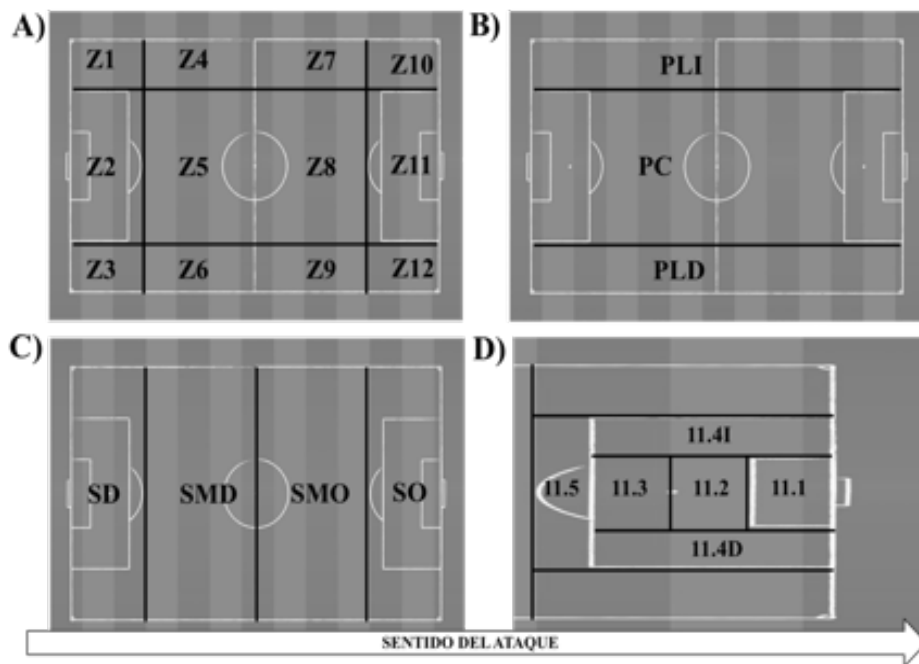 A)
Z1 Z4 Z7 Z10
Z2 Z5 Z8 Z11
Z3 Z6 Z9 Z12
B)
PLI
PC
PLD
C)
SD SMD SMO SO
D)
11.4I
11.5 11.3 11.2 11.1
11.4D
SENTIDO DEL ATAQUE